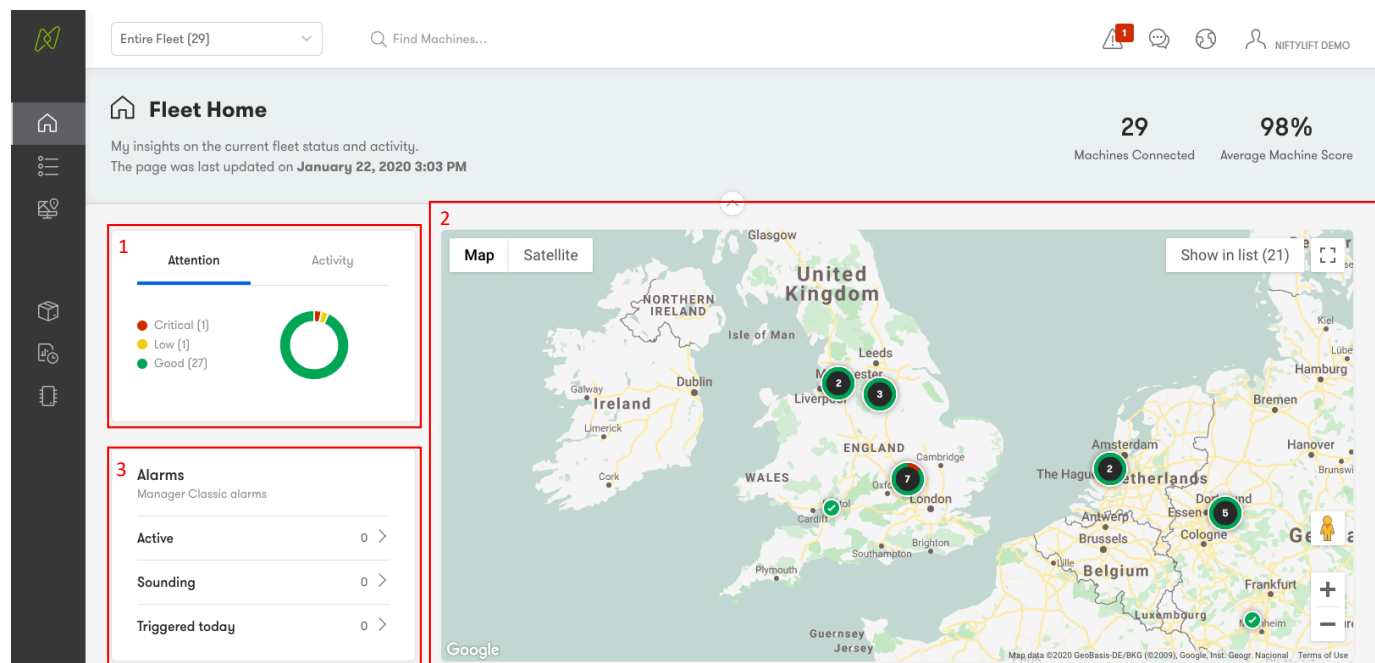 Entire Fleet (29)
Find Machines...
1
NIFTYLIFT DEMO
Fleet Home
My insights on the current fleet status and activity.
The page was last updated on January 22, 2020 3:03 PM
29
Machines Connected
98%
Average Machine Score
1
Attention
Activity
Critical (1)
Low (1)
Good (27)
3
Alarms
Manager Classic alarms
Active
0
Sounding
0
Triggered today
0
2
Map
Satellite
Show in list (21)
Glasgow
United
Kingdom
NORTHERN
IRELAND
Isle of Man
Leeds
2
3
Dublin
Galway
Ireland
Limerick
Cork
ENGLAND
Cambridge
WALES
7
London
Cardiff
Brighton
Southampton
Plymouth
Guernsey
Jersey
Kiel
Hamburg
Bremen
Amsterdam
Hanover
The
2
5
Essen
Antwerp
Brussels
Cologne
Lille
Belgium
Frankfurt
Luxembourg
Google
Map data ©2020 GeoBasis-DE/BKG (©2009), Google, Inst. Geogr. Nacional
Terms of Use